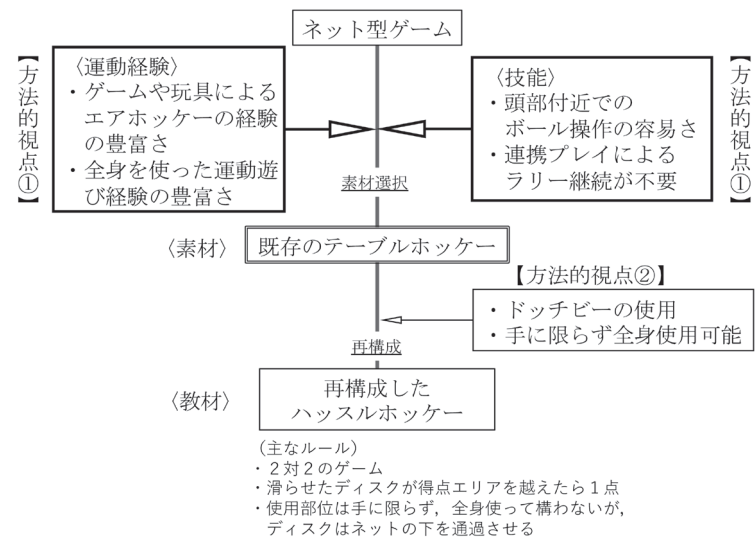 ネット型ゲーム
【方法的視点①】
〈運動経験〉
・ゲームや玩具による
エアホッケーの経験
の豊富さ
・全身を使った運動遊
び経験の豊富さ
〈技能〉
・頭部付近での
ボール操作の容易さ
・連携プレイによる
ラリー継続が不要
【方法的視点①】
素材選択
〈素材〉
既存のテーブルホッケー
【方法的視点②】
・ドッチビーの使用
・手に限らず全身使用可能
再構成
〈教材〉
再構成した
ハッスルホッケー
（主なルール）
・２対２のゲーム
・滑らせたディスクが得点エリアを越えたら１点
・使用部位は手に限らず，全身使って構わないが，
ディスクはネットの下を通過させる